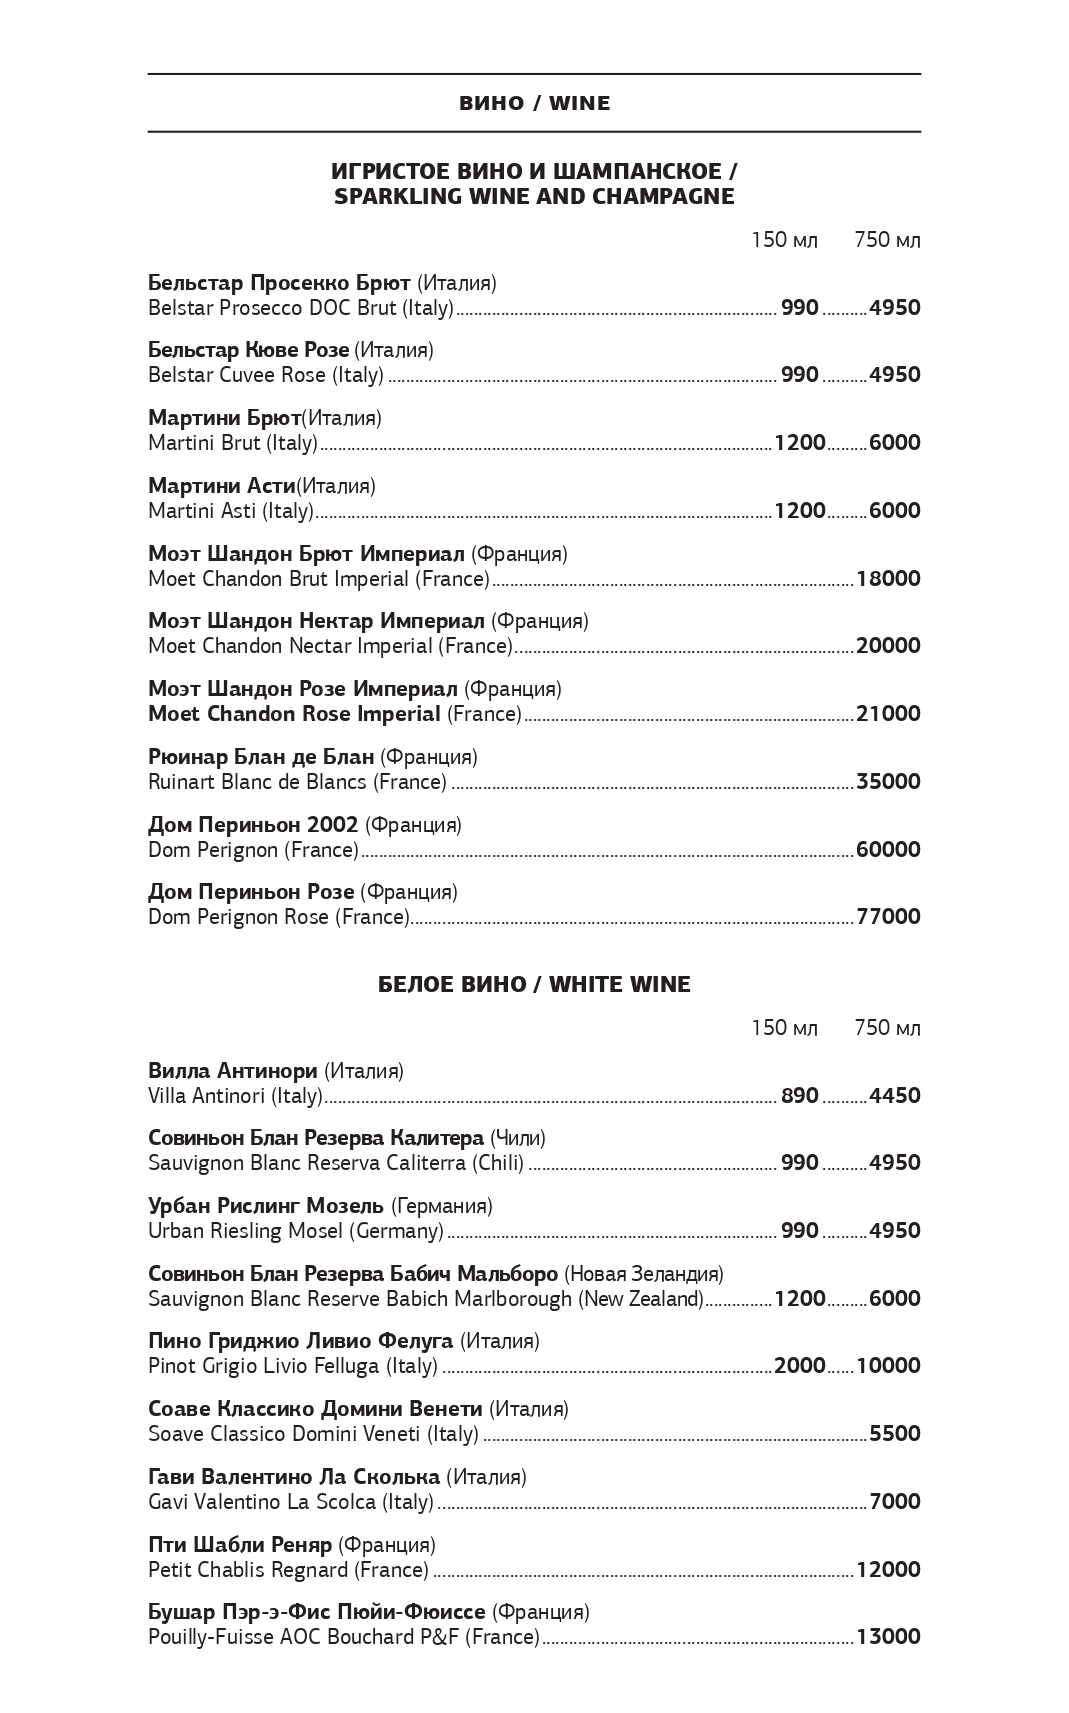 ВИНО / WINE
ИГРИСТОЕ ВИНО И ШАМПАНСКОЕ /
SPARKLING WINE AND CHAMPAGNE
150 мл 750 мл
Бельстар Просекко Брют (Италия)
Belstar Prosecco DOC Brut (Italy) 990 4950
Бельстар Кюве Розе (Италия)
Belstar Cuvee Rose (Italy) 990 4950
Мартини Брют(Италия)
Martini Brut (Italy) 1200 6000
Мартини Асти(Италия)
Martini Asti (Italy) 1200 6000
Моэт Шандон Брют Империал (Франция)
Moet Chandon Brut Imperial (France) 18000
Моэт Шандон Нектар Империал (Франция)
Moet Chandon Nectar Imperial (France) 20000
Моэт Шандон Розе Империал (Франция)
Moet Chandon Rose Imperial (France) 21000
Рюинар Блан де Блан (Франция)
Ruinart Blanc de Blancs (France) 35000
Дом Периньон 2002 (Франция)
Dom Perignon (France) 60000
Дом Периньон Розе (Франция)
Dom Perignon Rose (France) 77000
БЕЛОЕ ВИНО / WHITE WINE
150 мл 750 мл
Вилла Антинори (Италия)
Villa Antinori (Italy) 890 4450
Совиньон Блан Резерва Калитера (Чили)
Sauvignon Blanc Reserva Caliterra (Chili) 990 4950
Урбан Рислинг Мозель (Германия)
Urban Riesling Mosel (Germany) 990 4950
Совиньон Блан Резерва Бабич Мальборо (Новая Зеландия)
Sauvignon Blanc Reserve Babich Marlborough (New Zealand) 1200 6000
Пино Гриджио Ливио Фелуга (Италия)
Pinot Grigio Livio Felluga (Italy) 2000 10000
Соаве Классико Домини Венети (Италия)
Soave Classico Domini Veneti (Italy) 5500
Гави Валентино Ла Сколька (Италия)
Gavi Valentino La Scolca (Italy) 7000
Пти Шабли Реняр (Франция)
Petit Chablis Regnard (France) 12000
Бушар Пэр-э-Фис Пюйи-Фюиссе (Франция)
Pouilly-Fuisse AOC Bouchard P&F (France) 13000